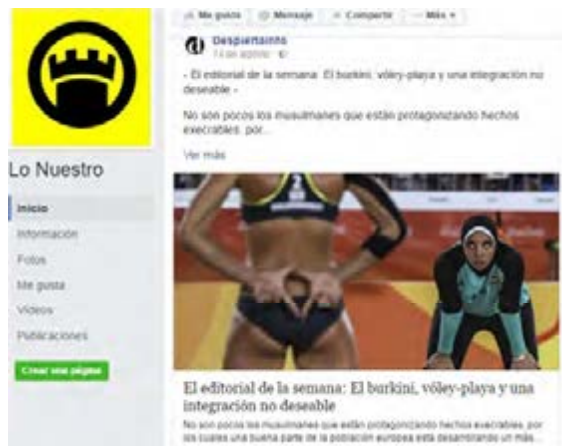 Me gusta Mensaje Compartir Más
DespiertaInfo
de agosto
- El editorial de la semana: El burkini, vóley-playa y una integración no
deseable -
No son pocos los musulmanes que están protagonizando hechos
execrables, por...
Ver más
Lo Nuestro
Inicio
Información
Fotos
Me gusta
Vídeos
Publicaciones
Crear una página
2
El editorial de la semana: El burkini, vóley-playa y una
integración no deseable
No son pocos los musulmanes que están protagonizando hechos execrables, por
los cuales una buena parte de la población europea está desarrollando un más